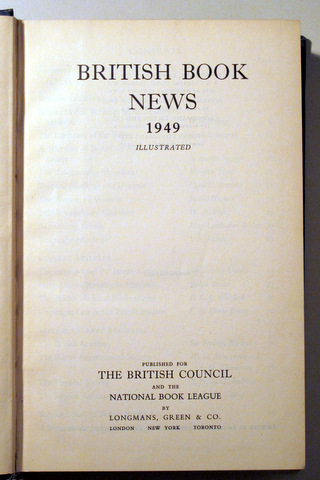 BRITISH BOOK
NEWS
1949
ILLUSTRATED
PUBLISHED FOR
THE BRITISH COUNCIL
AND THE
NATIONAL BOOK LEAGUE
BY
LONGMANS, GREEN & CO.
LONDON NEW YORK TORONTO